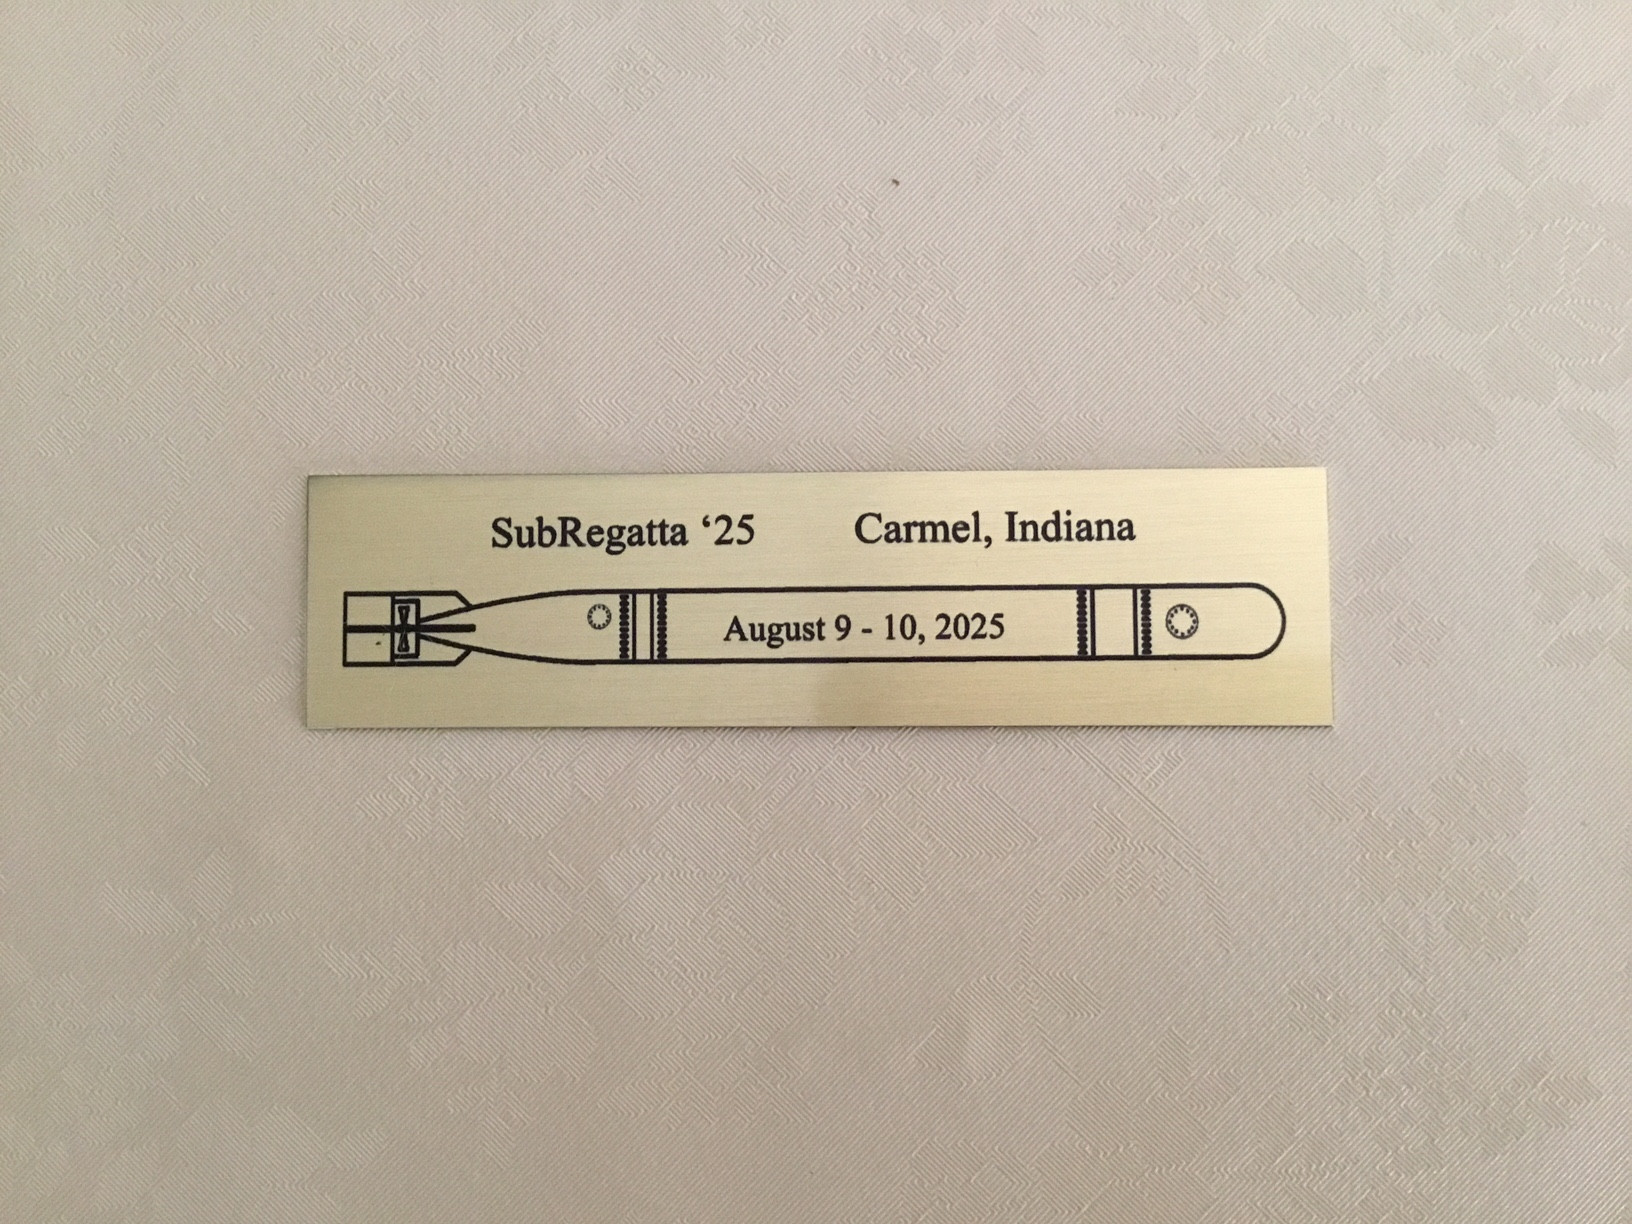 SubRegatta ‘25 Carmel, Indiana
August 9 - 10, 2025